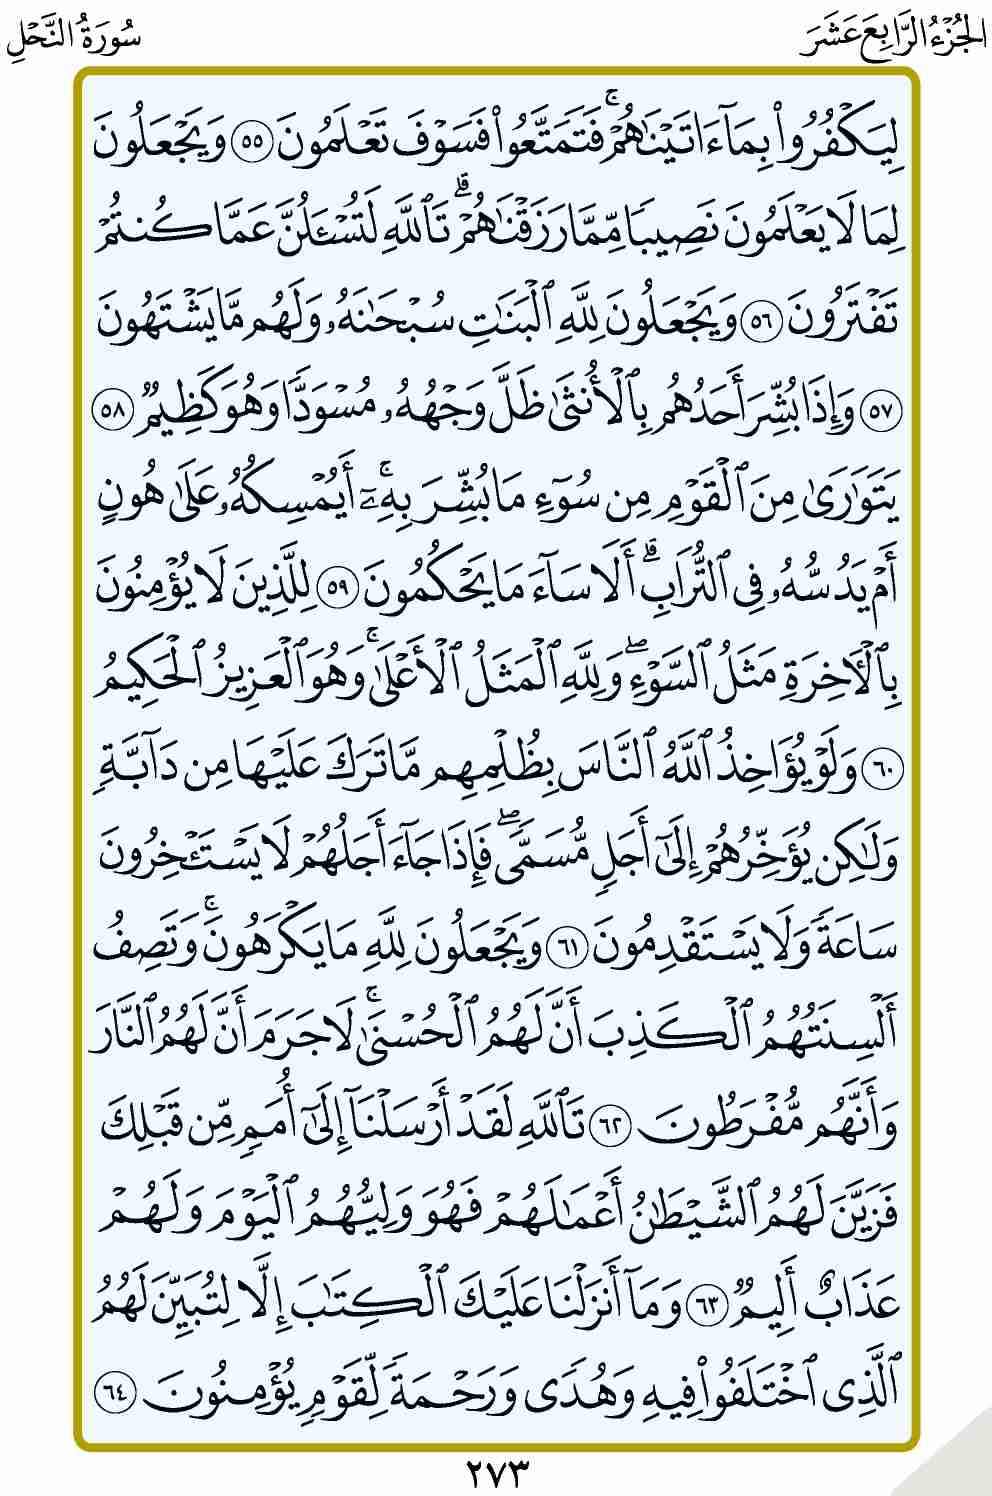 الجُزْءُ الرَّابِعَ عَشَرَ
سُورَةُ النَّحْلِ
لِيَكْفُرُواْ بِمَآ ءَاتَيْنَٰهُمْۚ فَتَمَتَّعُواْ فَسَوْفَ تَعْلَمُونَ ٥٥ وَيَجْعَلُونَ
لِمَا لَا يَعْلَمُونَ نَصِيبًا مِّمَّا رَزَقْنَٰهُمْۗ تَٱللَّهِ لَتُسْـَٔلُنَّ عَمَّا كُنتُمْ
تَفْتَرُونَ ٥٦ وَيَجْعَلُونَ لِلَّهِ ٱلْبَنَٰتِ سُبْحَٰنَهُۥ وَلَهُم مَّا يَشْتَهُونَ
٥٧ وَإِذَا بُشِّرَ أَحَدُهُم بِٱلْأُنثَىٰ ظَلَّ وَجْهُهُۥ مُسْوَدًّا وَهُوَ كَظِيمٌ ٥٨
يَتَوَٰرَىٰ مِنَ ٱلْقَوْمِ مِن سُوٓءِ مَا بُشِّرَ بِهِۦٓۚ أَيُمْسِكُهُۥ عَلَىٰ هُونٍ
أَمْ يَدُسُّهُۥ فِى ٱلتُّرَابِۗ أَلَا سَآءَ مَا يَحْكُمُونَ ٥٩ لِلَّذِينَ لَا يُؤْمِنُونَ
بِٱلْءَاخِرَةِ مَثَلُ ٱلسَّوْءِۖ وَلِلَّهِ ٱلْمَثَلُ ٱلْأَعْلَىٰۚ وَهُوَ ٱلْعَزِيزُ ٱلْحَكِيمُ
٦٠ وَلَوْ يُؤَاخِذُ ٱللَّهُ ٱلنَّاسَ بِظُلْمِهِم مَّا تَرَكَ عَلَيْهَا مِن دَآبَّةٍ
وَلَٰكِن يُؤَخِّرُهُمْ إِلَىٰٓ أَجَلٍ مُّسَمًّىۖ فَإِذَا جَآءَ أَجَلُهُمْ لَا يَسْتَـْٔخِرُونَ
سَاعَةً وَلَا يَسْتَقْدِمُونَ ٦١ وَيَجْعَلُونَ لِلَّهِ مَا يَكْرَهُونَۚ وَتَصِفُ
أَلْسِنَتُهُمُ ٱلْكَذِبَ أَنَّ لَهُمُ ٱلْحُسْنَىٰۚ لَا جَرَمَ أَنَّ لَهُمُ ٱلنَّارَ
وَأَنَّهُم مُّفْرَطُونَ ٦٢ تَٱللَّهِ لَقَدْ أَرْسَلْنَآ إِلَىٰٓ أُمَمٍ مِّن قَبْلِكَ
فَزَيَّنَ لَهُمُ ٱلشَّيْطَٰنُ أَعْمَٰلَهُمْ فَهُوَ وَلِيُّهُمُ ٱلْيَوْمَ وَلَهُمْ
عَذَابٌ أَلِيمٌ ٦٣ وَمَآ أَنزَلْنَا عَلَيْكَ ٱلْكِتَٰبَ إِلَّا لِتُبَيِّنَ لَهُمُ
ٱلَّذِى ٱخْتَلَفُواْ فِيهِ وَهُدًى وَرَحْمَةً لِّقَوْمٍ يُؤْمِنُونَ ٦٤
٢٧٣